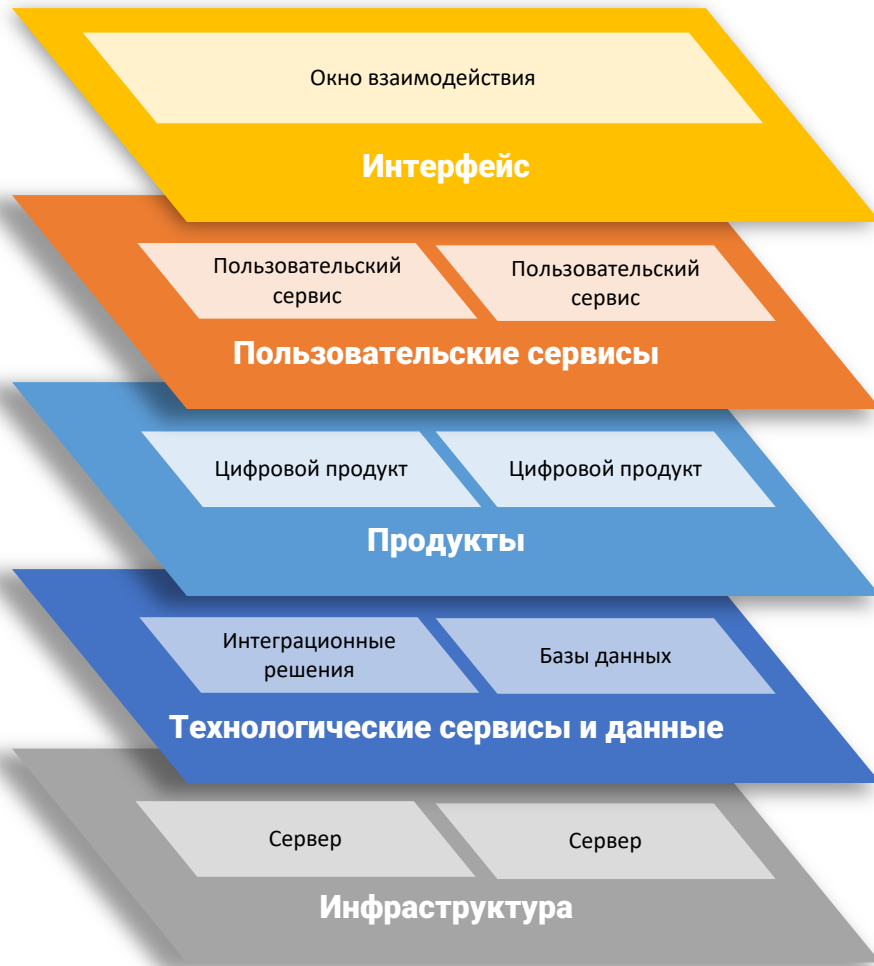 Окно взаимодействия
Интерфейс
Пользовательский
сервис
Пользовательский
сервис
Пользовательские сервисы
Цифровой продукт
Цифровой продукт
Продукты
Интеграционные
решения
Базы данных
Технологические сервисы и данные
Сервер
Сервер
Инфраструктура